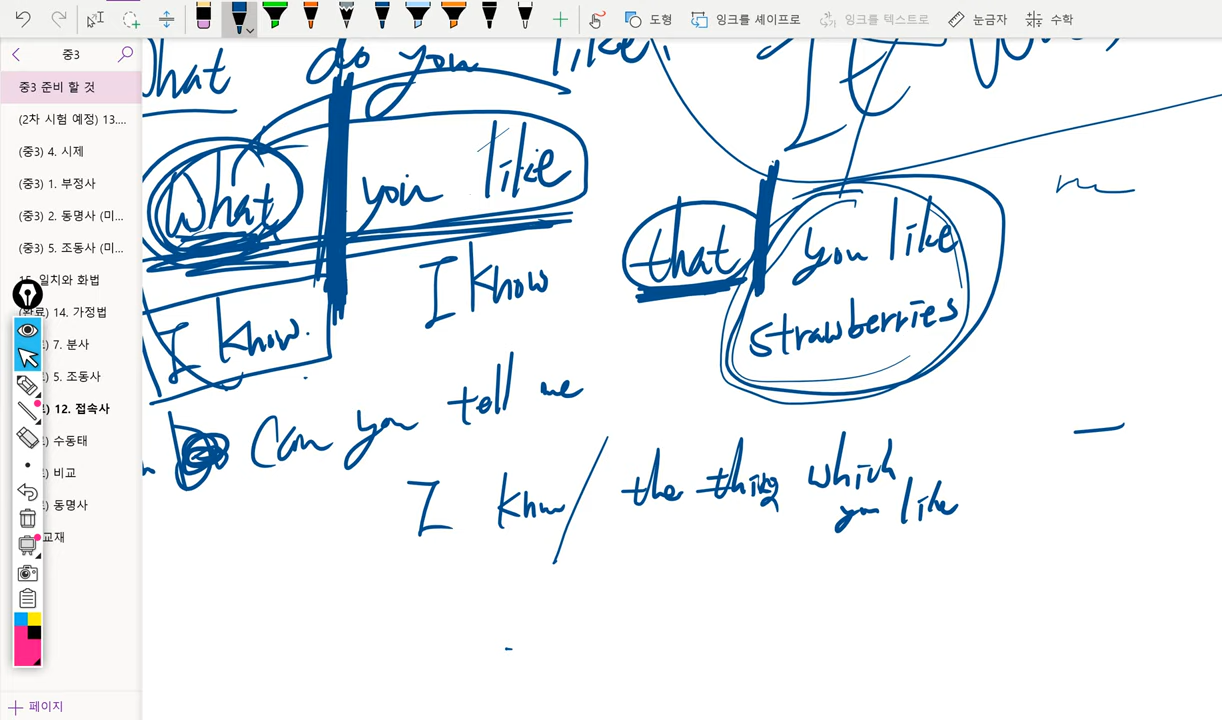 도형
잉크를 셰이프로
잉크를 텍스트로
눈금자
수학
중3
중3 준비 할 것
(2차 시험 예정) 13....
(중3) 4. 시제
(중3) 1. 부정사
(중3) 2. 동명사 (미...
(중3) 5. 조동사 (미...
15. 일치와 화법
14. 가정법
) 7. 분사
) 5. 조동사
) 12. 접속사
) 수동태
) 비교
) 동명사
교재
페이지
What do you like
What you like
I know
I know.
that you like
strawberries
Can you tell me
I know / the thing which
you like